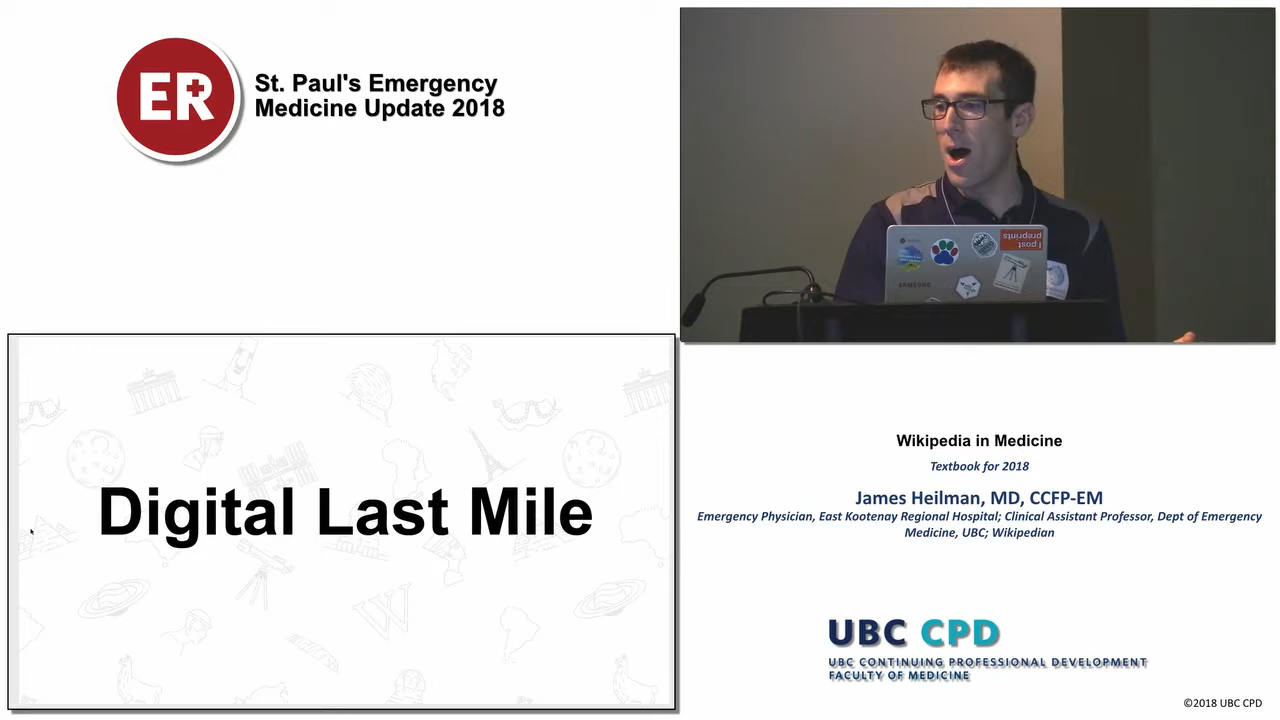 ER
St. Paul's Emergency
Medicine Update 2018
I post
preprints
SAMSUNG
Digital Last Mile
W
Wikipedia in Medicine
Textbook for 2018
James Heilman, MD, CCFP-EM
Emergency Physician, East Kootenay Regional Hospital; Clinical Assistant Professor, Dept of Emergency
Medicine, UBC; Wikipedian
UBC CPD
UBC CONTINUING PROFESSIONAL DEVELOPMENT
FACULTY OF MEDICINE
©2018 UBC CPD